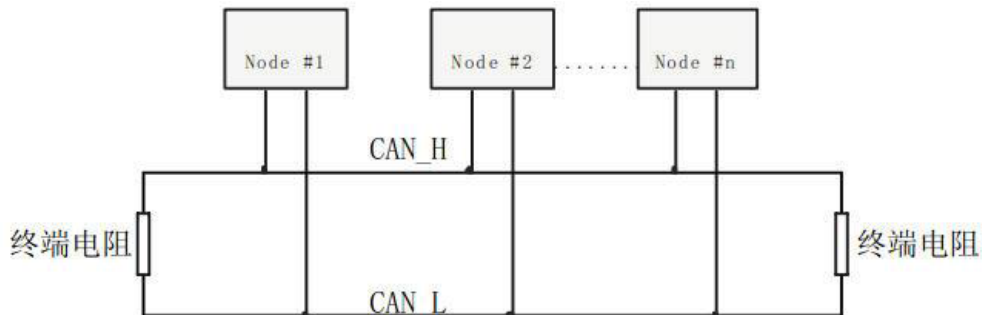 Node #1
Node #2
.......
Node #n
CAN_H
终端电阻
终端电阻
CAN_L